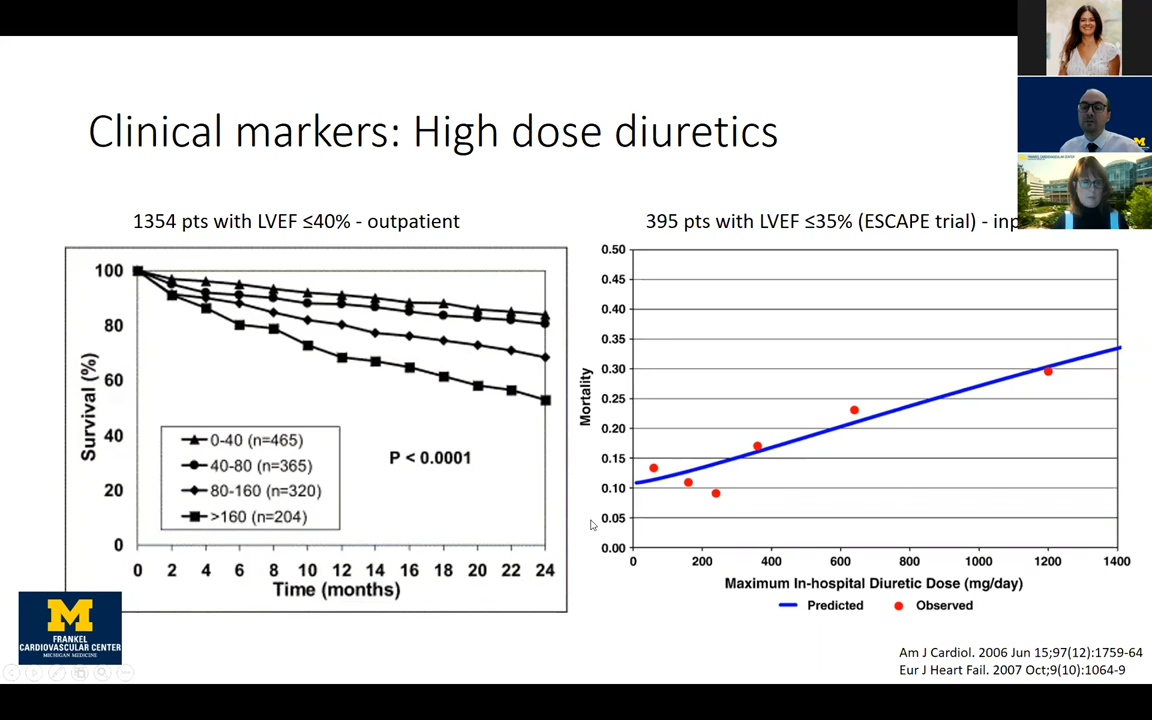 Clinical markers: High dose diuretics
1354 pts with LVEF ≤40% - outpatient
100
80
60
40
20
0
Survival (%)
0-40 (n=465)
40-80 (n=365)
80-160 (n=320)
>160 (n=204)
P < 0.0001
0 2 4 6 8 10 12 14 16 18 20 22 24
Time (months)
395 pts with LVEF ≤35% (ESCAPE trial) - inp
0.50
0.45
0.40
0.35
0.30
0.25
0.20
0.15
0.10
0.05
0.00
Mortality
0 200 400 600 800 1000 1200 1400
Maximum In-hospital Diuretic Dose (mg/day)
Predicted Observed
M
FRANKEL
CARDIOVASCULAR CENTER
MICHIGAN MEDICINE
Am J Cardiol. 2006 Jun 15;97(12):1759-64
Eur J Heart Fail. 2007 Oct;9(10):1064-9